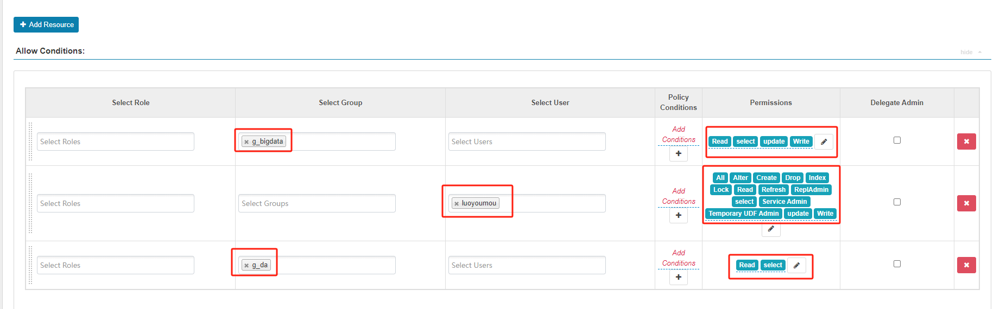 Add Resource
Allow Conditions:
hide
Select Role Select Group Select User Policy Conditions Permissions Delegate Admin
Select Roles
g_bigdata
Select Users
Add
Conditions
Read select update Write
Select Roles
Select Groups
luoyoumou
Add
Conditions
All Alter Create Drop Index
Lock Read Refresh ReplAdmin
select Service Admin
Temporary UDF Admin update Write
Select Roles
g_da
Select Users
Add
Conditions
Read select